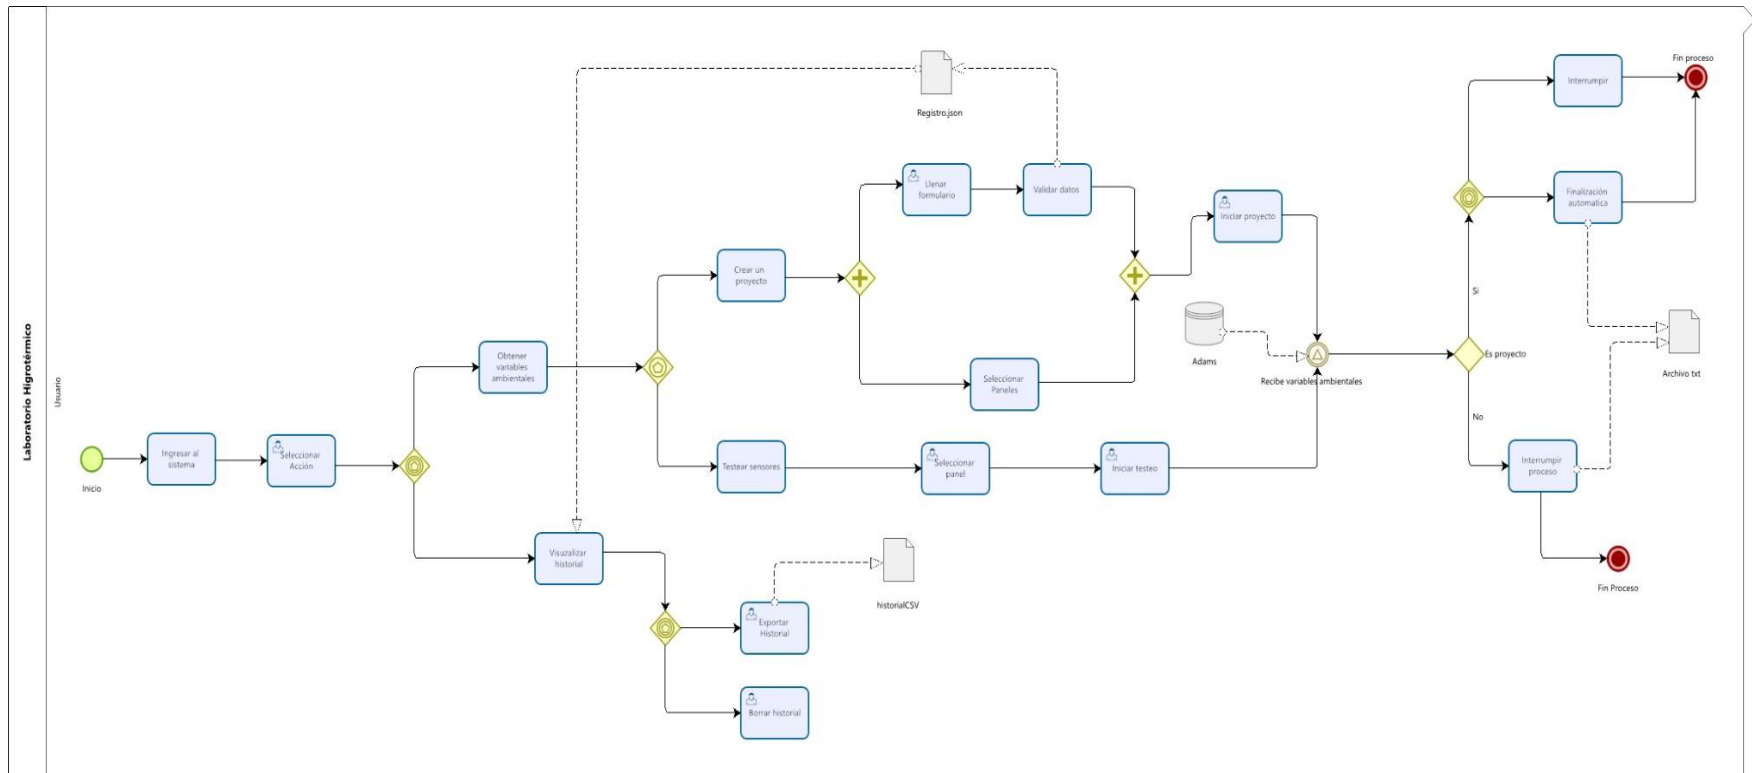 Laboratorio Higrotérmico
Usuario
Inicio
Ingresar al
sistema
Seleccionar
Acción
Obtener
variables
ambientales
Visuzalizar
historial
Crear un
proyecto
Testear sensores
Exportar
Historial
Borrar historial
historialCSV
Registro.json
Llenar
formulario
Validar datos
Seleccionar
Paneles
Seleccionar
panel
Iniciar testeo
Iniciar proyecto
Adams
Recibe variables ambientales
Es proyecto
Si
No
Interrumpir
Finalización
automatica
Fin proceso
Archivo txt
Interrumpir
proceso
Fin Proceso